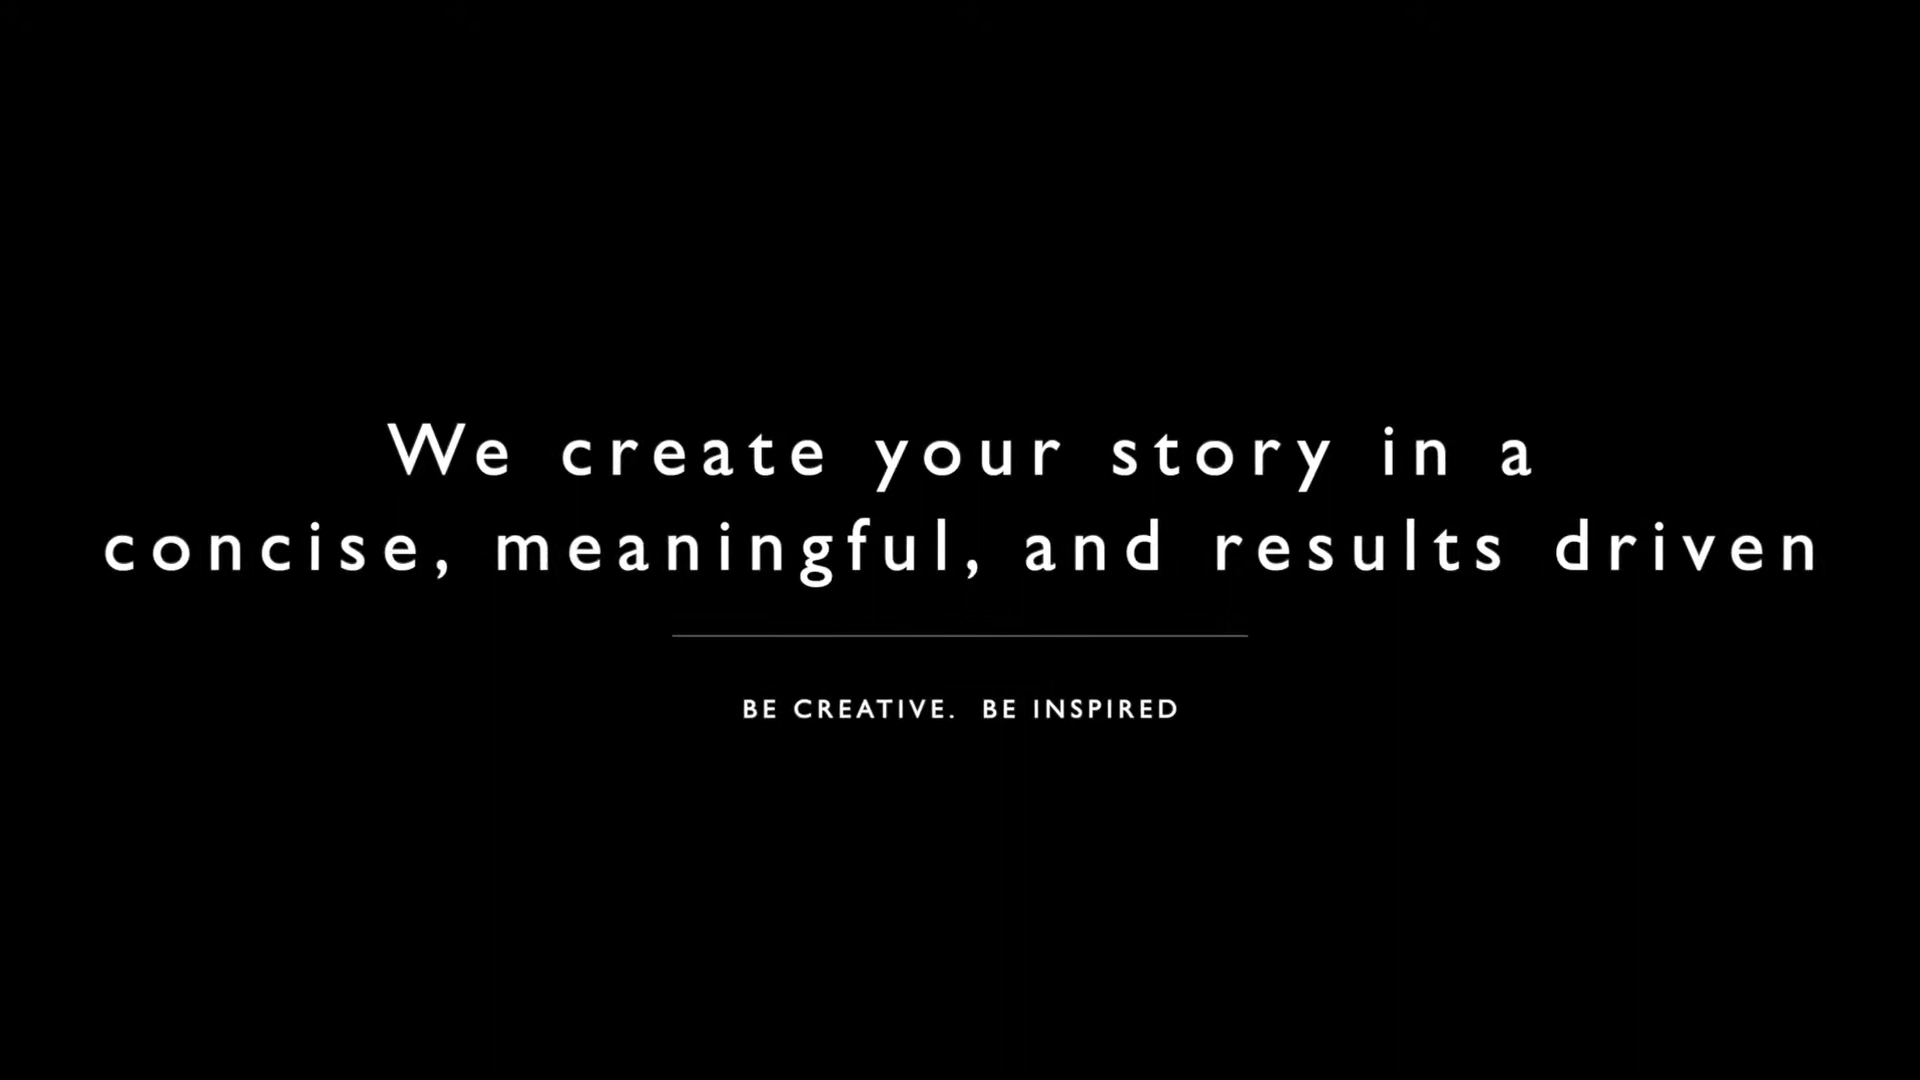 We create your story in a
concise, meaningful, and results driven
BE CREATIVE.  BE INSPIRED